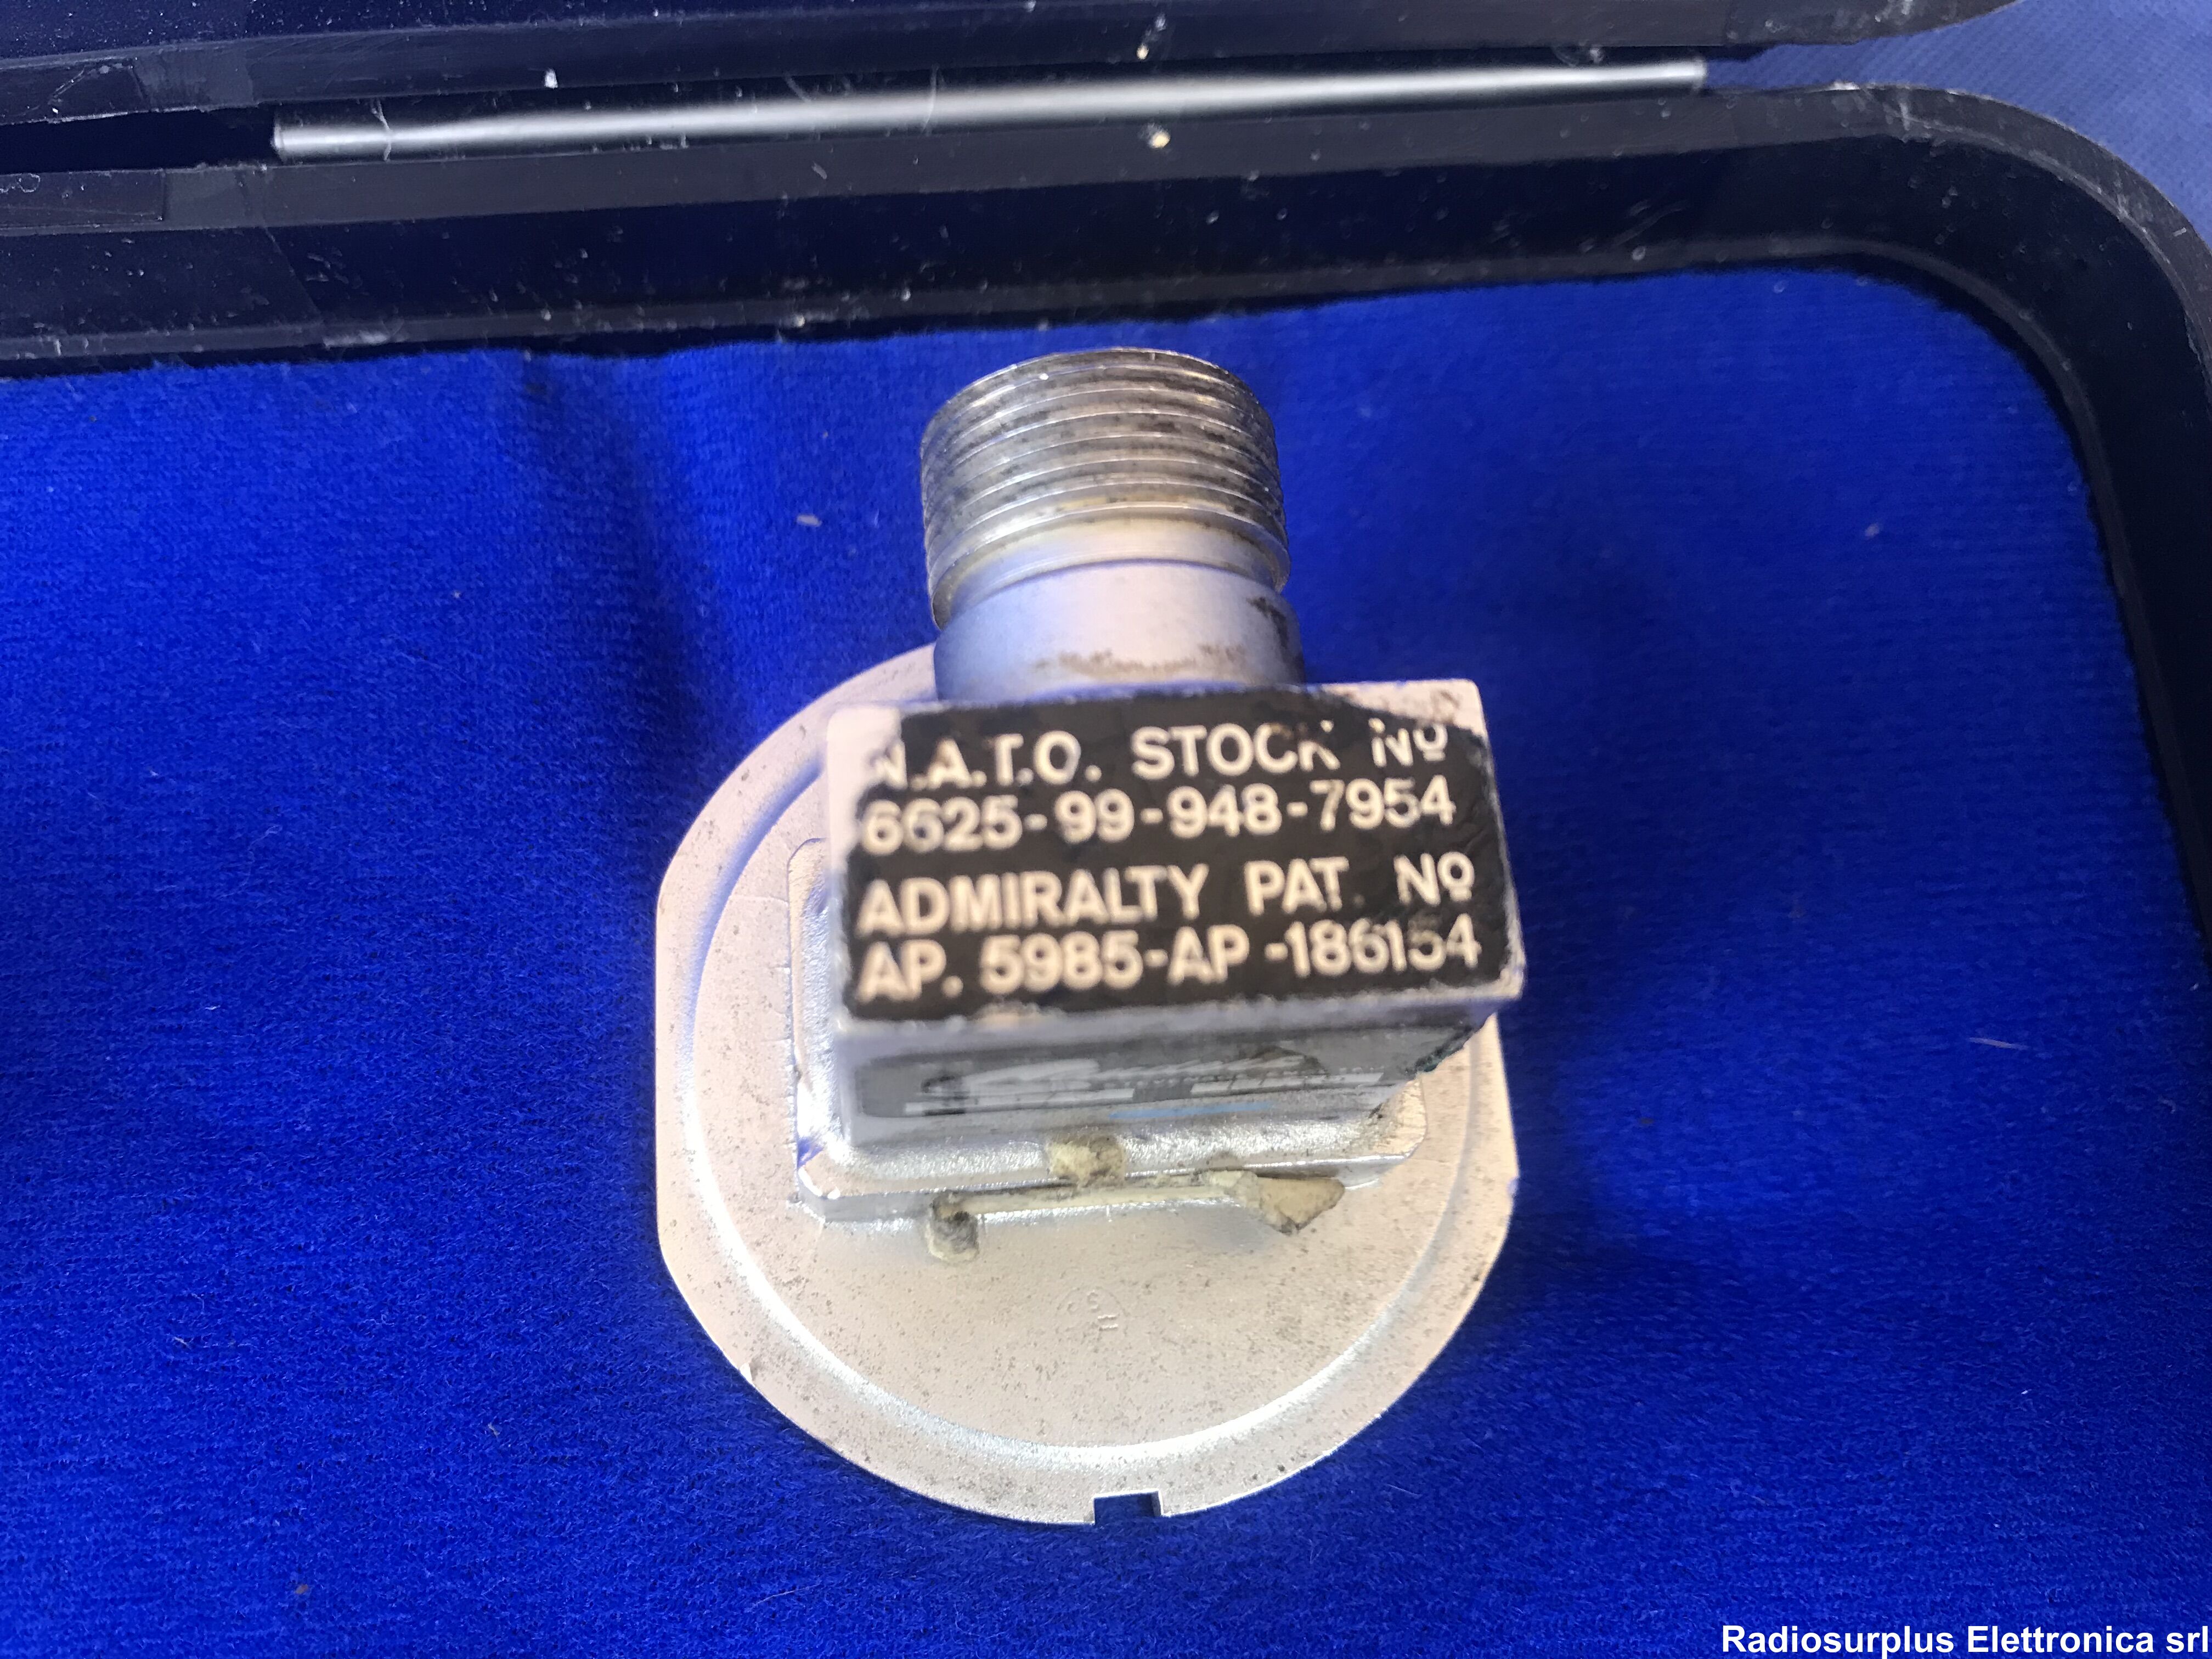 N.A.T.O. STOCK Nº
6625-99-948-7954
ADMIRALTY PAT. Nº
AP. 5985-AP-186154
Radiosurplus Elettronica srl